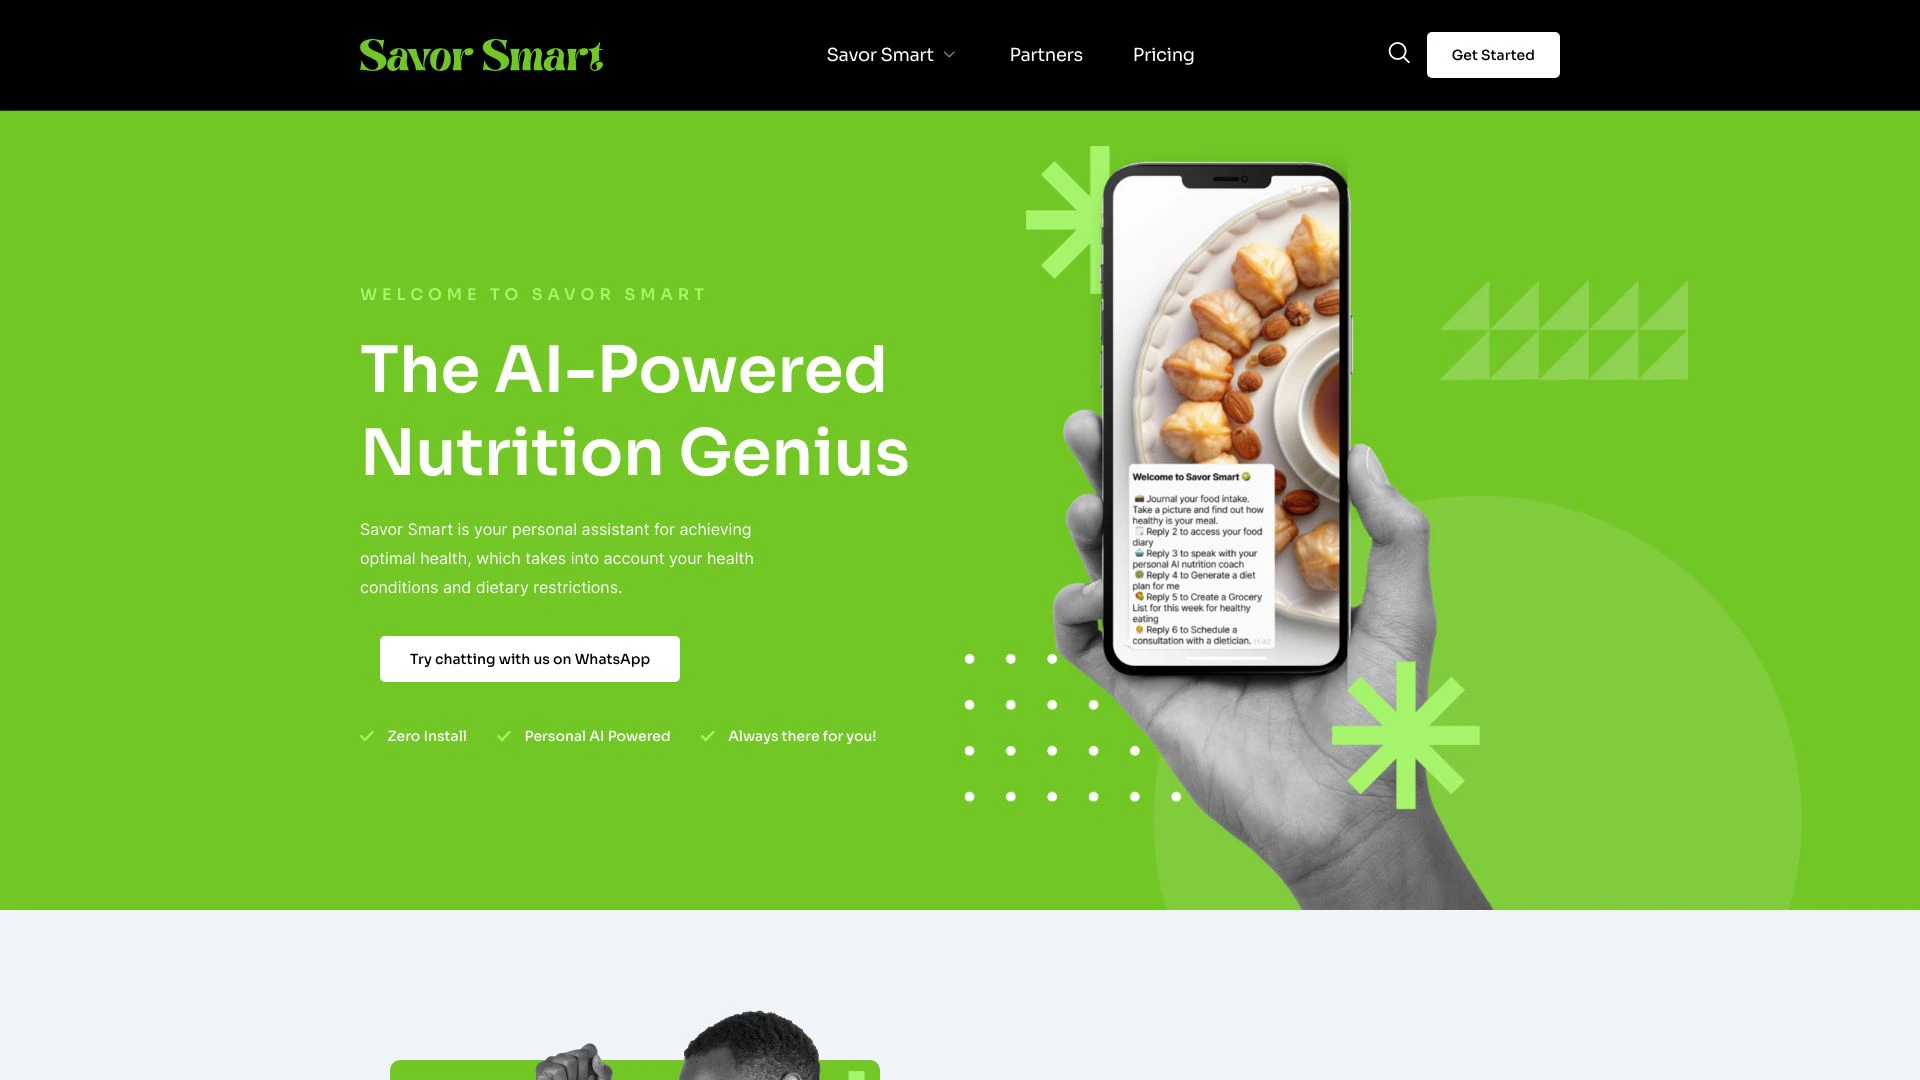 Savor Smart
Savor Smart
Partners
Pricing
Get Started
WELCOME TO SAVOR SMART
The AI-Powered
Nutrition Genius
Savor Smart is your personal assistant for achieving
optimal health, which takes into account your health
conditions and dietary restrictions.
Try chatting with us on WhatsApp
Zero Install
Personal AI Powered
Always there for you!
Welcome to Savor Smart
Journal your food intake.
Take a picture and find out how
healthy is your meal.
Reply 2 to access your food
diary
Reply 3 to speak with your
personal AI nutrition coach
Reply 4 to Generate a diet
plan for me
Reply 5 to Create a Grocery
List for this week for healthy
eating
Reply 6 to Schedule a
consultation with a dietician.